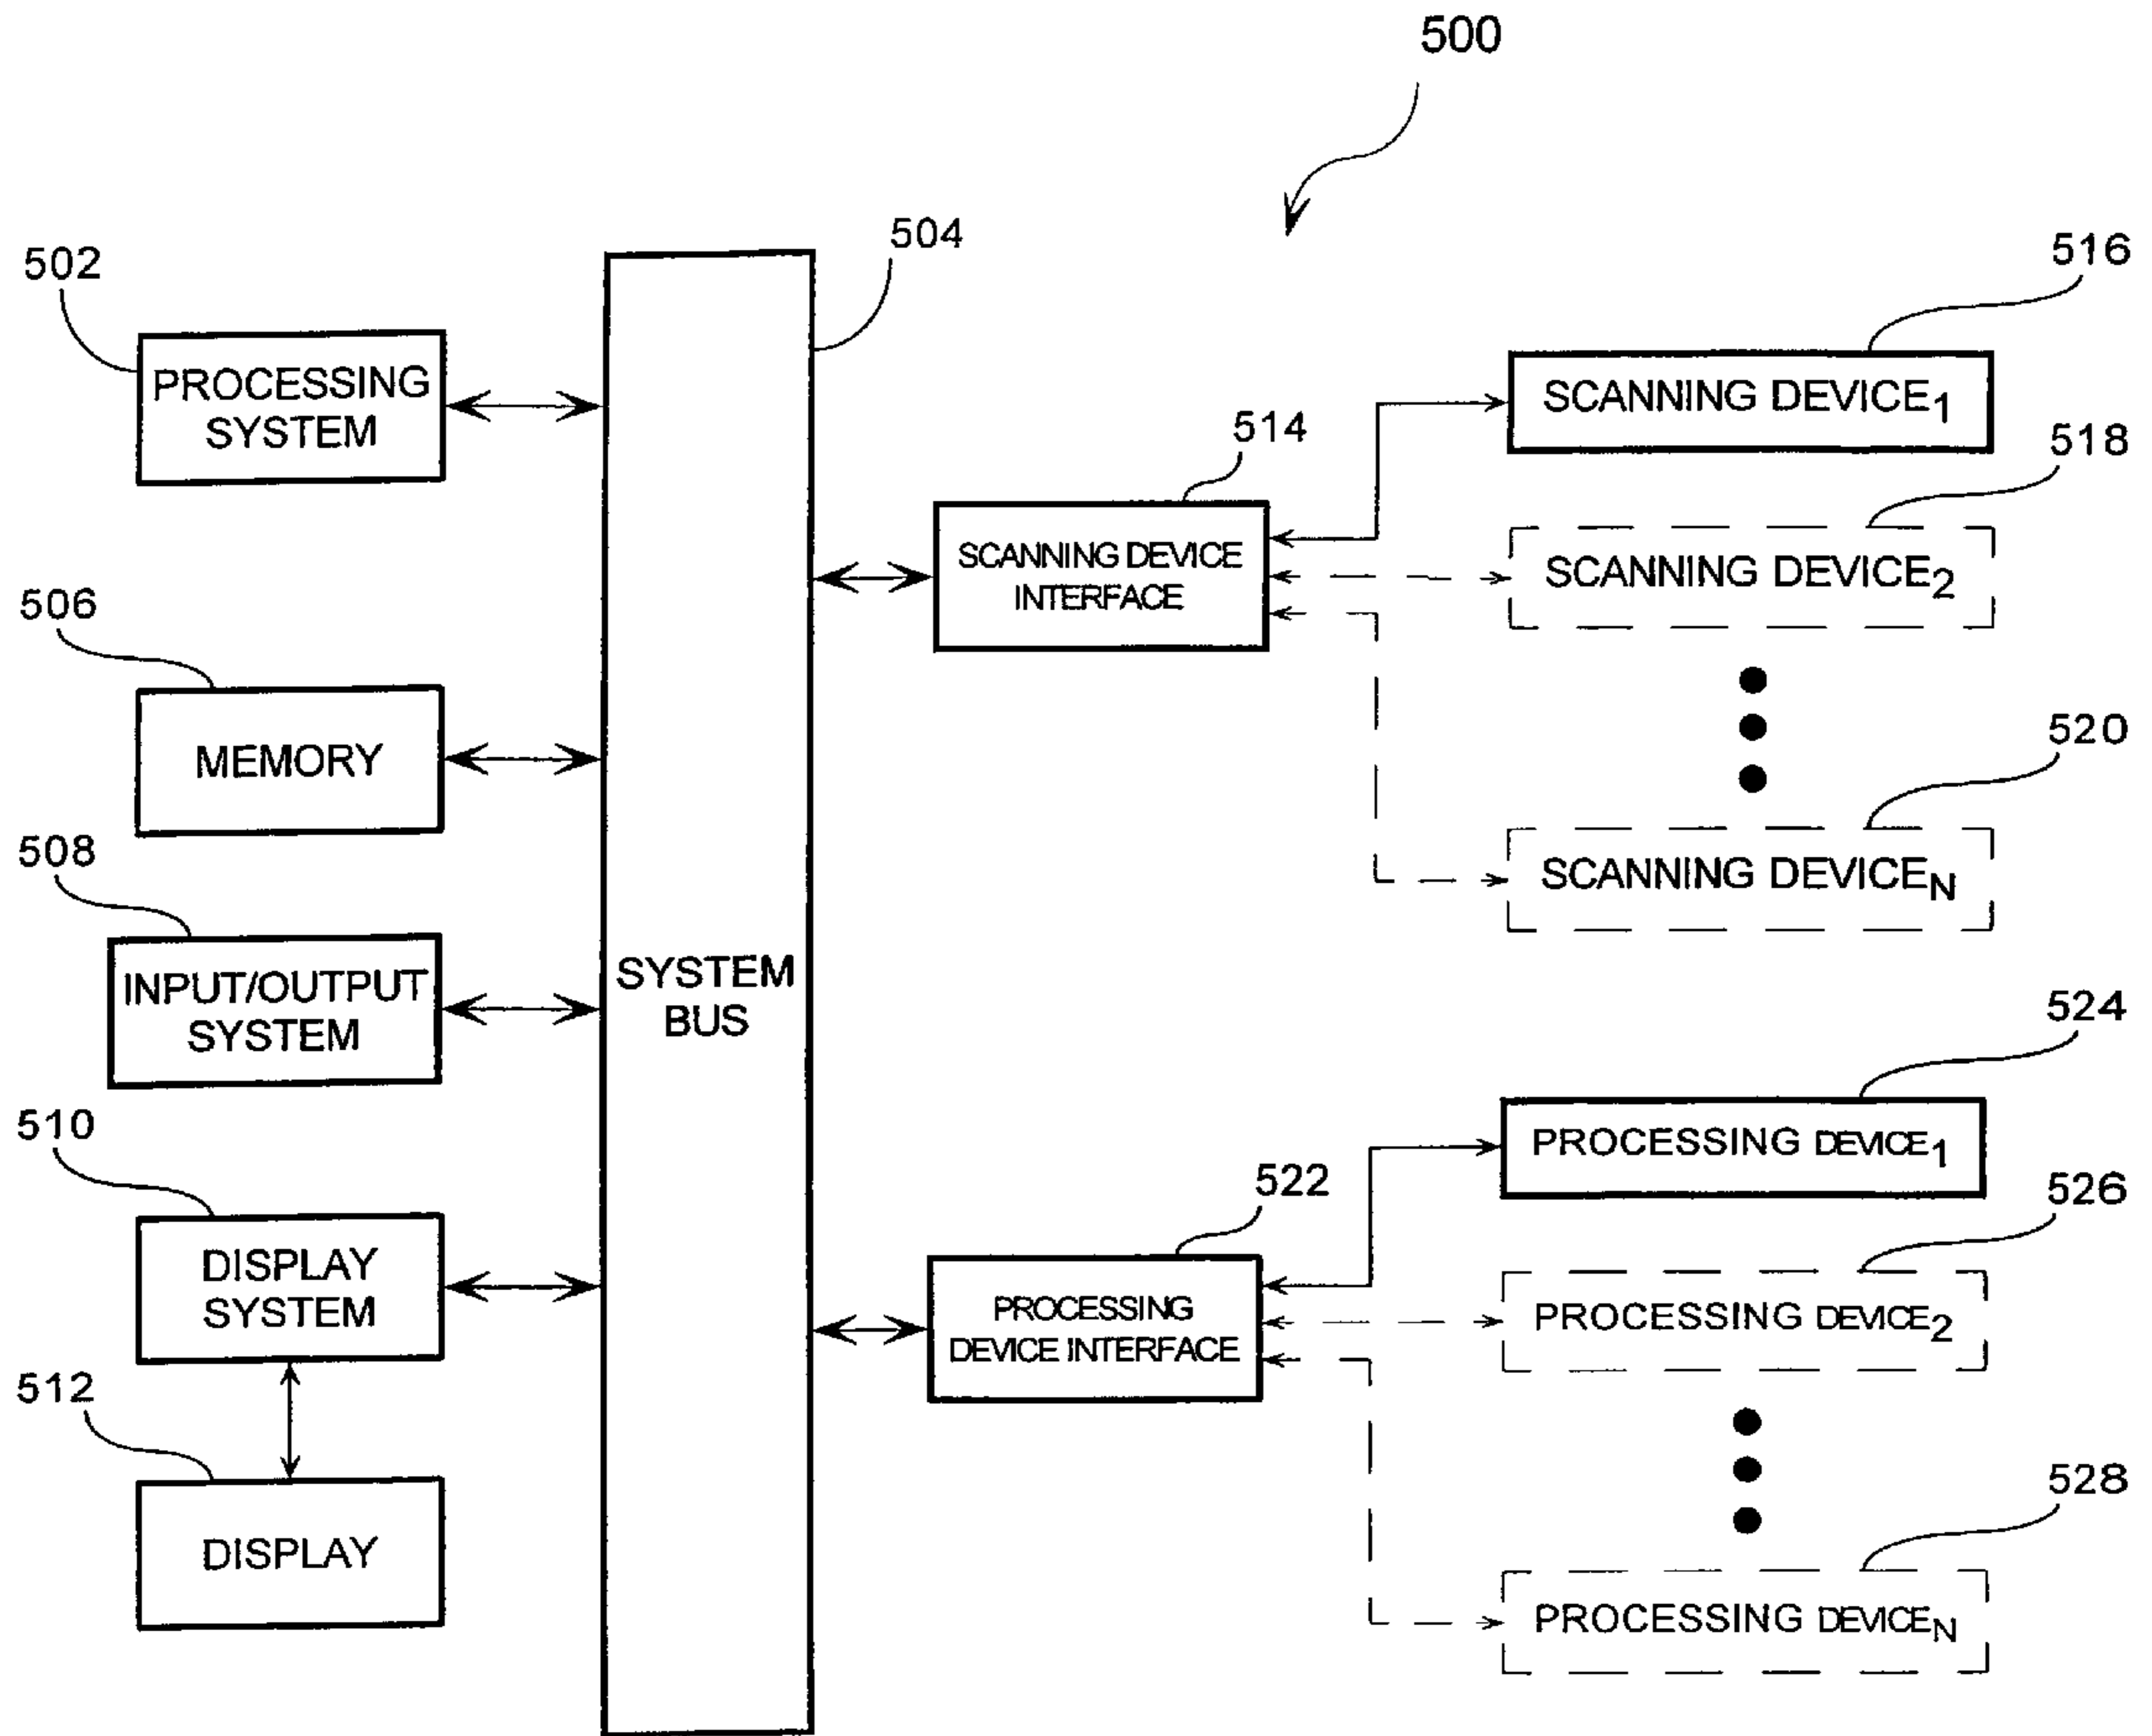 500
504
502
PROCESSING
SYSTEM
516
SCANNING DEVICE1
514
SCANNING DEVICE
INTERFACE
518
SCANNING DEVICE2
506
MEMORY
520
SCANNING DEVICEN
508
INPUT/OUTPUT
SYSTEM
SYSTEM
BUS
524
PROCESSING DEVICE1
510
DISPLAY
SYSTEM
522
PROCESSING
DEVICE INTERFACE
526
PROCESSING DEVICE2
512
DISPLAY
528
PROCESSING DEVICEN